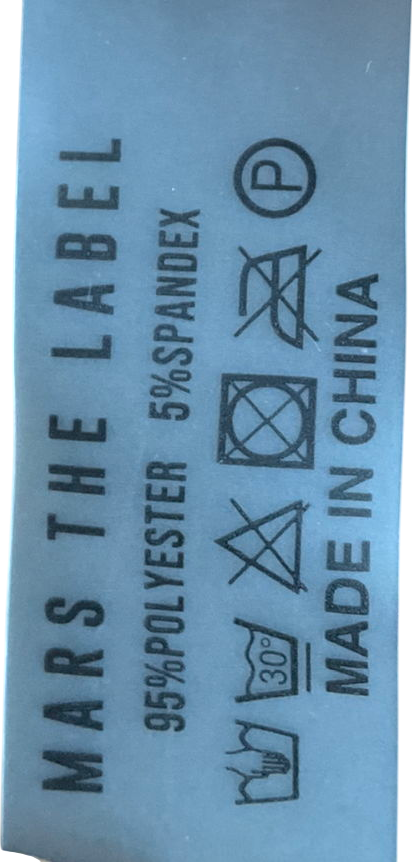 MARS THE LABEL
95%POLYESTER 5%SPANDEX
30° P
MADE IN CHINA